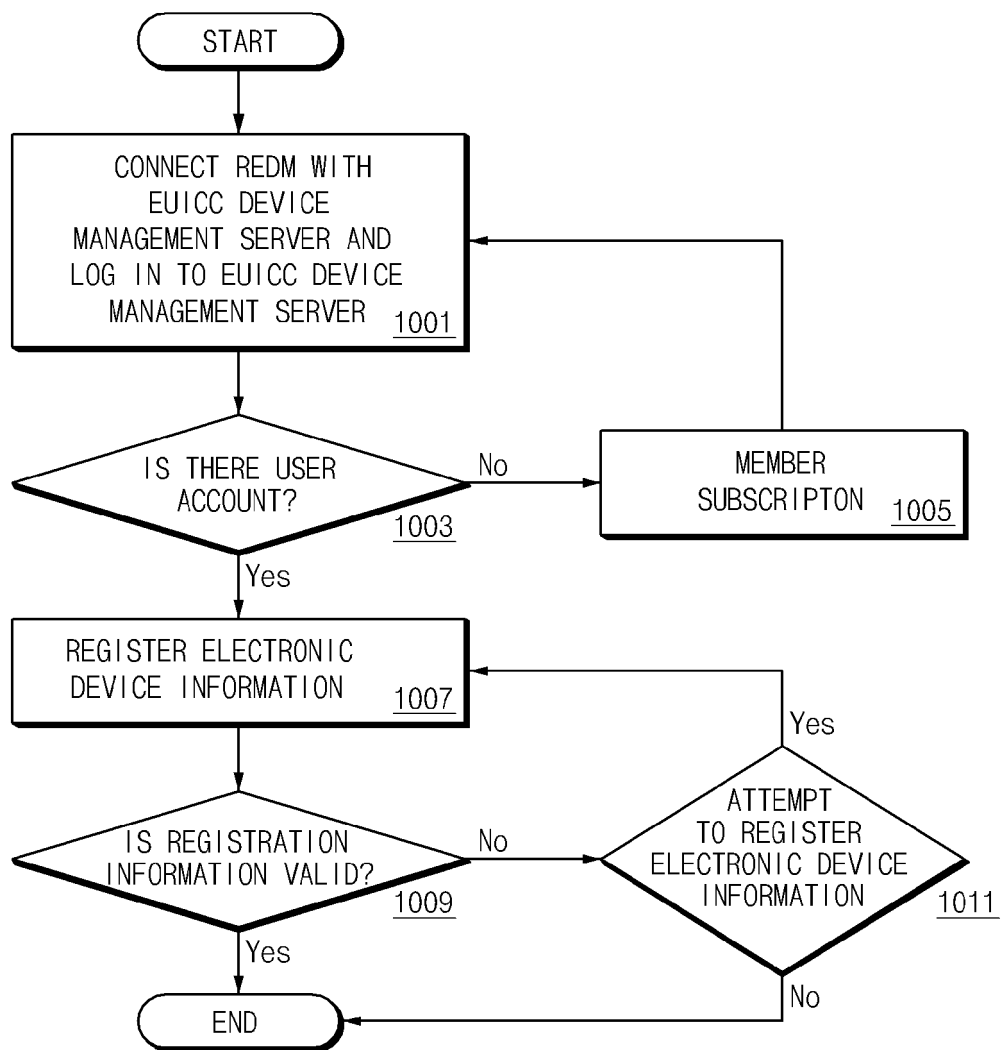 START
CONNECT REDM WITH
EUICC DEVICE
MANAGEMENT SERVER AND
LOG IN TO EUICC DEVICE
MANAGEMENT SERVER
1001
IS THERE USER
ACCOUNT?
1003
No
Yes
MEMBER
SUBSCRIPTON
1005
REGISTER ELECTRONIC
DEVICE INFORMATION
1007
IS REGISTRATION
INFORMATION VALID?
1009
No
Yes
ATTEMPT
TO REGISTER
ELECTRONIC DEVICE
INFORMATION
1011
Yes
No
END